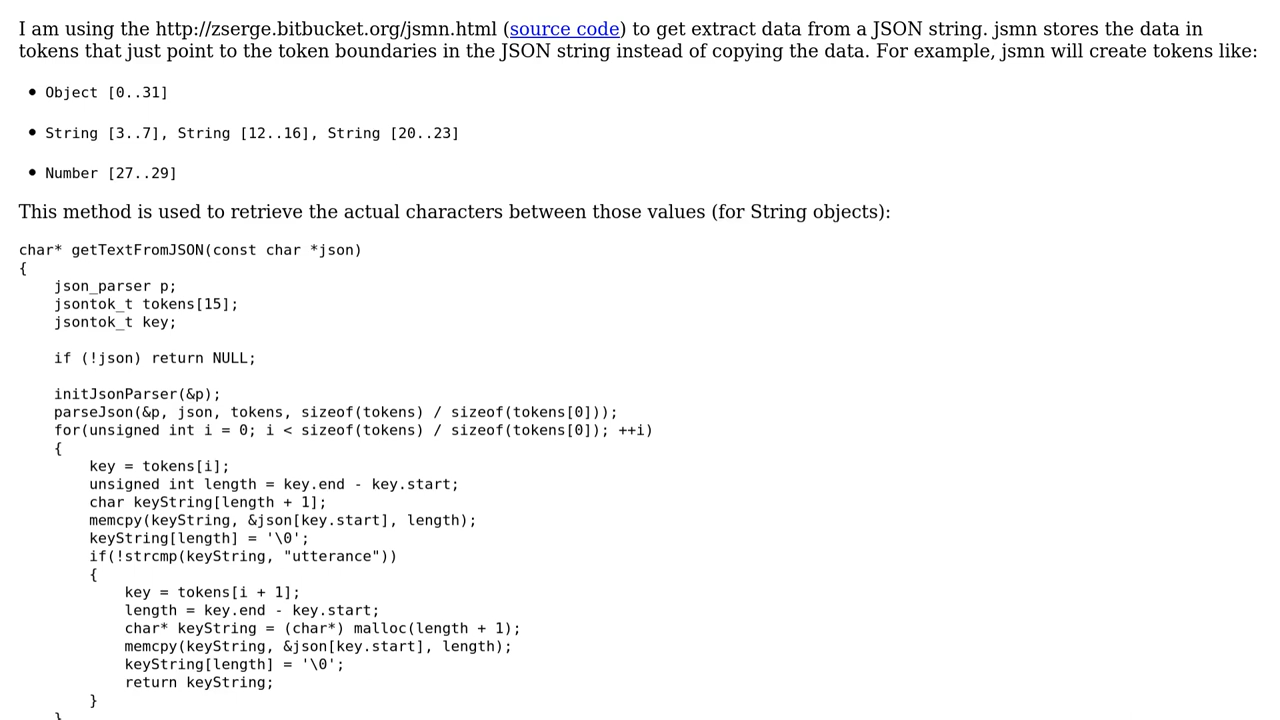 I am using the http://zserge.bitbucket.org/jsmn.html (source code) to get extract data from a JSON string. jsmn stores the data in
tokens that just point to the token boundaries in the JSON string instead of copying the data. For example, jsmn will create tokens like:
• Object [0..31]
• String [3..7], String [12..16], String [20..23]
• Number [27..29]
This method is used to retrieve the actual characters between those values (for String objects):
char* getTextFromJSON(const char *json)
{
    json_parser p;
    jsontok_t tokens[15];
    jsontok_t key;

    if (!json) return NULL;

    initJsonParser(&p);
    parseJson(&p, json, tokens, sizeof(tokens) / sizeof(tokens[0]));
    for(unsigned int i = 0; i < sizeof(tokens) / sizeof(tokens[0]); ++i)
    {
        key = tokens[i];
        unsigned int length = key.end - key.start;
        char keyString[length + 1];
        memcpy(keyString, &json[key.start], length);
        keyString[length] = '\0';
        if(!strcmp(keyString, "utterance"))
        {
            key = tokens[i + 1];
            length = key.end - key.start;
            char* keyString = (char*) malloc(length + 1);
            memcpy(keyString, &json[key.start], length);
            keyString[length] = '\0';
            return keyString;
        }
    }